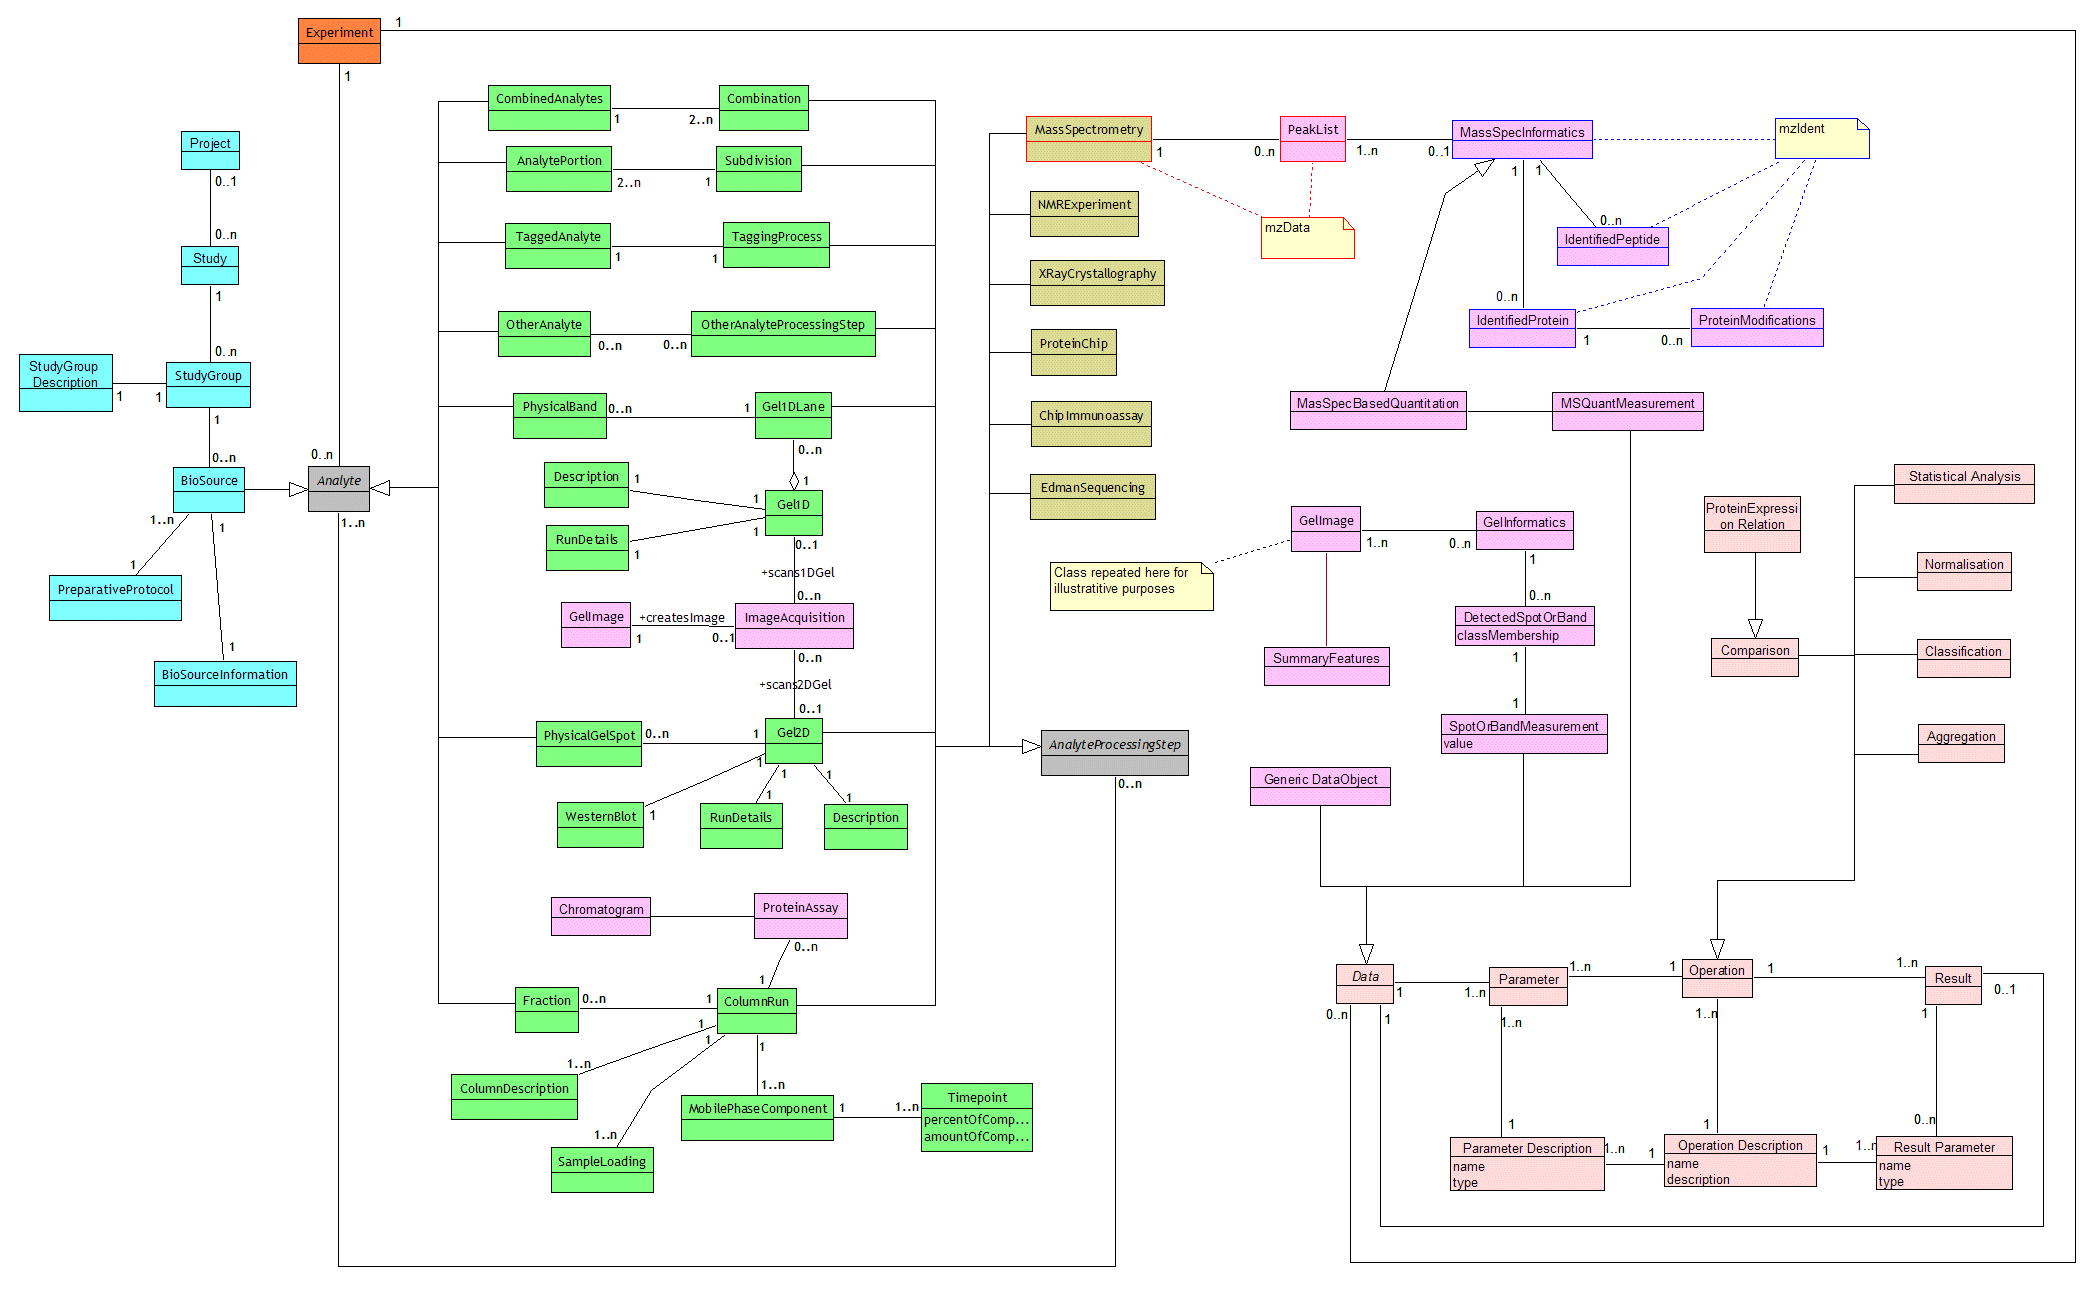 Experiment
1
1
0..n
Project
0..1
0..n
Study
1
0..n
StudyGroup
Description
1
1
StudyGroup
1
0..n
BioSource
1..n
1
1
PreparativeProtocol
1
BioSourceInformation
Analyte
1..n
CombinedAnalytes
1
2..n
Combination
AnalytePortion
2..n
1
Subdivision
TaggedAnalyte
1
1
TaggingProcess
OtherAnalyte
0..n
0..n
OtherAnalyteProcessingStep
PhysicalBand
0..n
1
Gel1DLane
0..n
Description
1
1
1
Gel1D
RunDetails
1
1
0..1
+scans1DGel
0..n
GelImage
+createsImage
1
0..1
ImageAcquisition
0..n
+scans2DGel
0..1
PhysicalGelSpot
0..n
1
Gel2D
1
1
1
WesternBlot
1
1
RunDetails
1
Description
Chromatogram
ProteinAssay
0..n
1
Fraction
0..n
1
ColumnRun
1
1
1
1..n
ColumnDescription
1..n
SampleLoading
1..n
MobilePhaseComponent
1
1..n
Timepoint
percentOfComp...
amountOfComp...
MassSpectrometry
1
0..n
PeakList
1..n
0..1
MassSpecInformatics
mzIdent
1
1
mzData
0..n
IdentifiedPeptide
0..n
IdentifiedProtein
1
0..n
ProteinModifications
NMRExperiment
XRayCrystallography
ProteinChip
ChipImmunoassay
EdmanSequencing
MasSpecBasedQuantitation
MSQuantMeasurement
GelImage
1..n
0..n
GelInformatics
1
Class repeated here for
illustratitive purposes
0..n
DetectedSpotOrBand
classMembership
1
SummaryFeatures
1
SpotOrBandMeasurement
value
AnalyteProcessingStep
0..n
Generic DataObject
ProteinExpressi
on Relation
Statistical Analysis
Normalisation
Comparison
Classification
Aggregation
Data
0..n
1
1
1..n
Parameter
1..n
1..n
1
Operation
1
1..n
1..n
Result
0..1
1
1
Parameter Description
name
type
1..n
1
1
Operation Description
name
description
1
1..n
0..n
Result Parameter
name
type